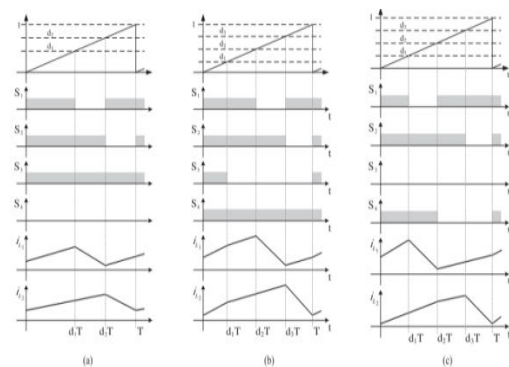 1
d₂
d₁
S₁
S₂
S₃
S₄
i_L₁
i_L₂
d₁T d₂T T
(a)
1
d₃
d₂
d₁
t
S₁
t
S₂
t
S₃
t
S₄
t
i_L₁
t
i_L₂
t
d₁T d₂T d₃T T
(b)
1
d₃
d₂
d₁
t
S₁
t
S₂
t
S₃
t
S₄
t
i_L₁
t
i_L₂
t
d₁T d₂T d₃T T
(c)